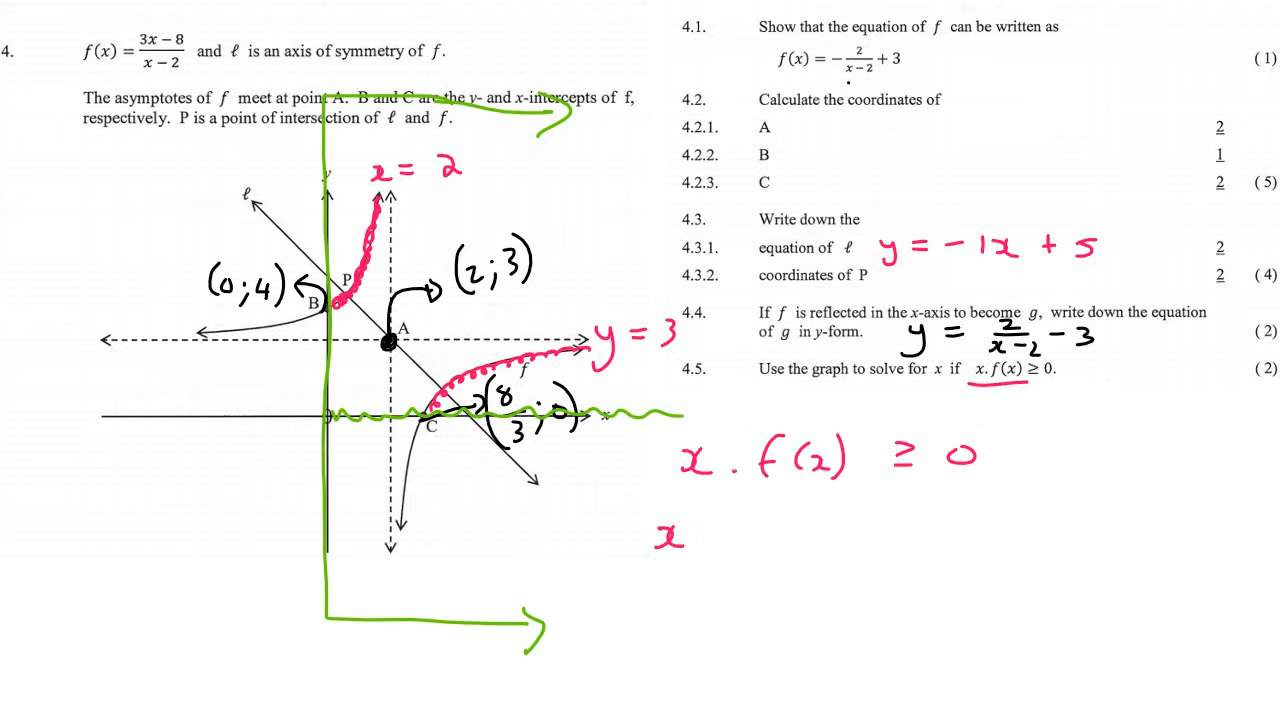 4. f(x) = (3x − 8)/(x − 2) and ℓ is an axis of symmetry of f.
The asymptotes of f meet at point A. B and C are the y- and x-intercepts of f,
respectively. P is a point of intersection of ℓ and f.
x = 2
y
ℓ
(2;3)
(0;4)
P
B
A
y = 3
f
(8/3;0)
x
C
4.1. Show that the equation of f can be written as
f(x) = −2/(x − 2) + 3 (1)
4.2. Calculate the coordinates of
4.2.1. A 2
4.2.2. B 1
4.2.3. C 2 (5)
4.3. Write down the
4.3.1. equation of ℓ y = −1x + 5 2
4.3.2. coordinates of P 2 (4)
4.4. If f is reflected in the x-axis to become g, write down the equation
of g in y-form. y = 2/(x−2) − 3 (2)
4.5. Use the graph to solve for x if x.f(x) ≥ 0. (2)
x . f(x) ≥ 0
x